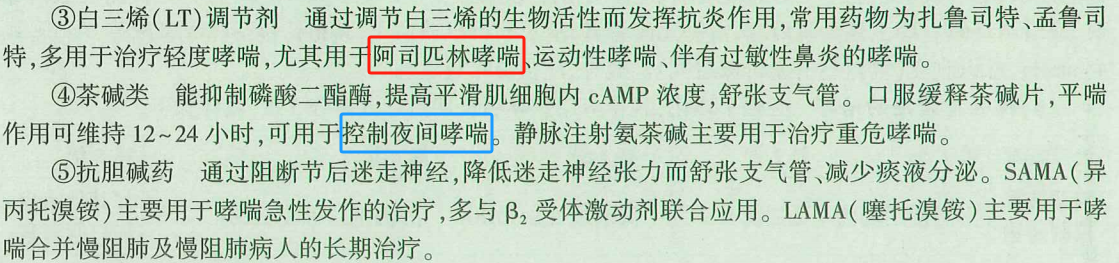 ③白三烯(LT)调节剂 通过调节白三烯的生物活性而发挥抗炎作用,常用药物为扎鲁司特、孟鲁司
特,多用于治疗轻度哮喘,尤其用于阿司匹林哮喘、运动性哮喘、伴有过敏性鼻炎的哮喘。
④茶碱类 能抑制磷酸二酯酶,提高平滑肌细胞内 cAMP 浓度,舒张支气管。口服缓释茶碱片,平喘
作用可维持 12~24 小时,可用于控制夜间哮喘。静脉注射氨茶碱主要用于治疗重危哮喘。
⑤抗胆碱药 通过阻断节后迷走神经,降低迷走神经张力而舒张支气管、减少痰液分泌。SAMA(异
丙托溴铵)主要用于哮喘急性发作的治疗,多与 β₂ 受体激动剂联合应用。LAMA(噻托溴铵)主要用于哮
喘合并慢阻肺及慢阻肺病人的长期治疗。